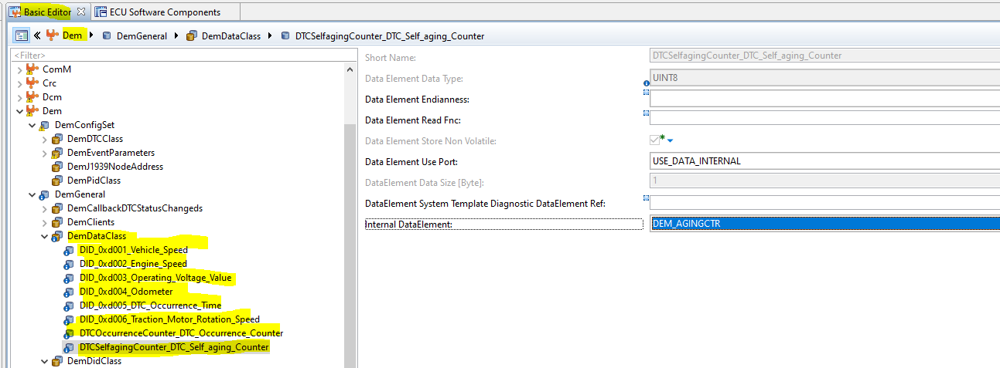 Basic Editor ECU Software Components
Dem DemGeneral DemDataClass DTCSelfagingCounter_DTC_Self_aging_Counter
<Filter>
ComM
Crc
Dcm
Dem
DemConfigSet
DemDTCClass
DemEventParameters
DemJ1939NodeAddress
DemPidClass
DemGeneral
DemCallbackDTCStatusChangeds
DemClients
DemDataClass
DID_0xd001_Vehicle_Speed
DID_0xd002_Engine_Speed
DID_0xd003_Operating_Voltage_Value
DID_0xd004_Odometer
DID_0xd005_DTC_Occurrence_Time
DID_0xd006_Traction_Motor_Rotation_Speed
DTCOccurrenceCounter_DTC_Occurrence_Counter
DTCSelfagingCounter_DTC_Self_aging_Counter
DemDidClass
Short Name: DTCSelfagingCounter_DTC_Self_aging_Counter
Data Element Data Type: UINT8
Data Element Endianness:
Data Element Read Fnc:
Data Element Store Non Volatile: *
Data Element Use Port: USE_DATA_INTERNAL
DataElement Data Size [Byte]: 1
DataElement System Template Diagnostic DataElement Ref:
Internal DataElement: DEM_AGINGCTR